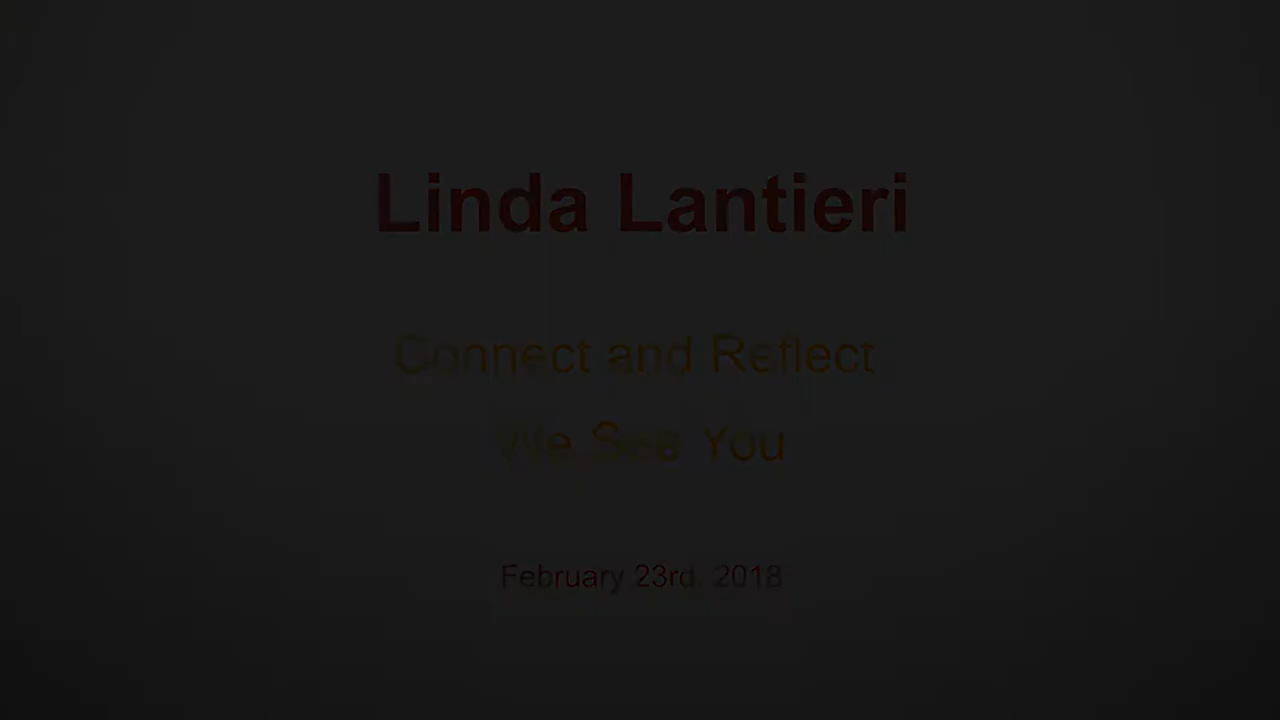 Linda Lantieri
Connect and Reflect
We See You
February 23rd, 2018